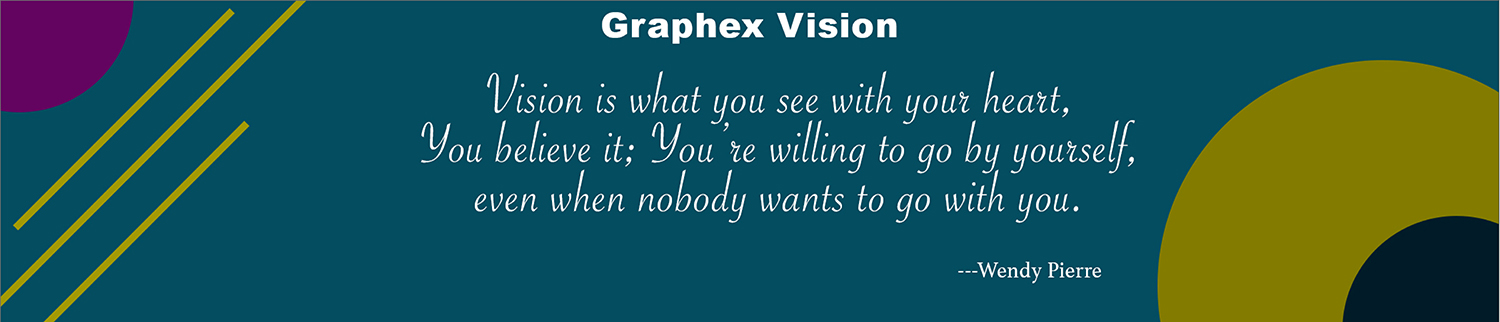 Graphex Vision
Vision is what you see with your heart,
You believe it; You're willing to go by yourself,
even when nobody wants to go with you.
---Wendy Pierre